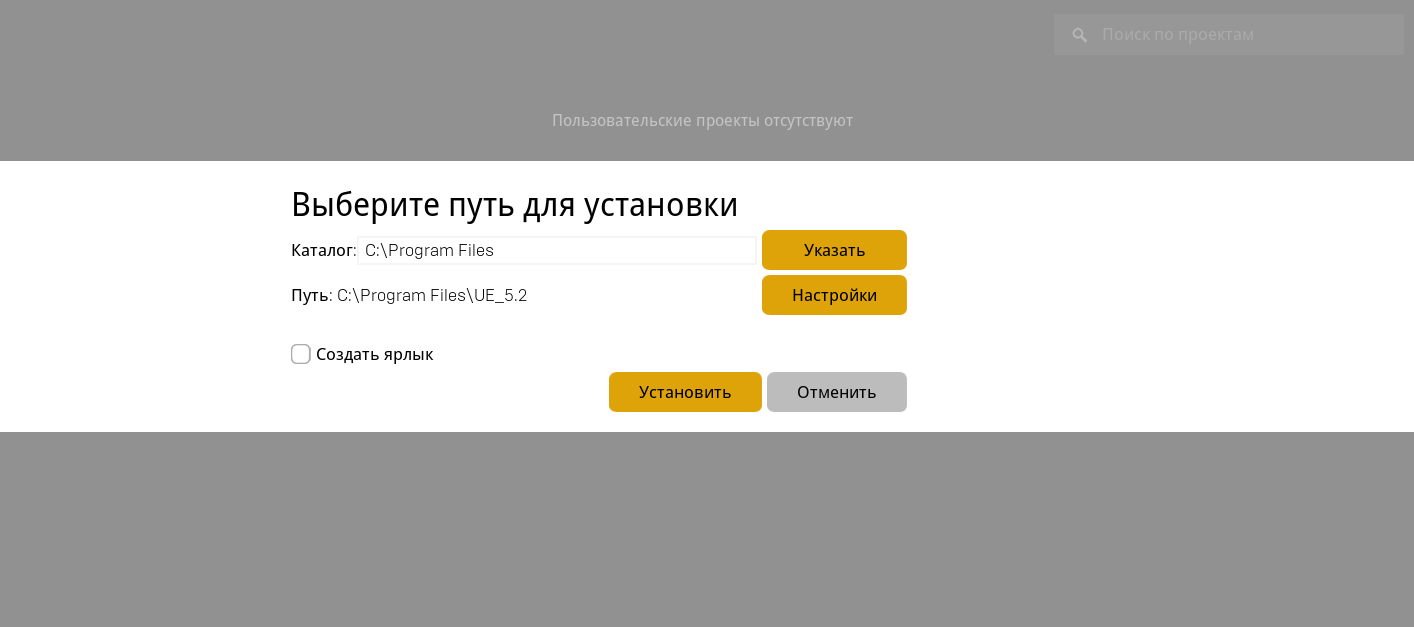 Поиск по проектам
Пользовательские проекты отсутствуют
Выберите путь для установки
Каталог: C:\Program Files Указать
Путь: C:\Program Files\UE_5.2 Настройки
Создать ярлык
Установить Отменить